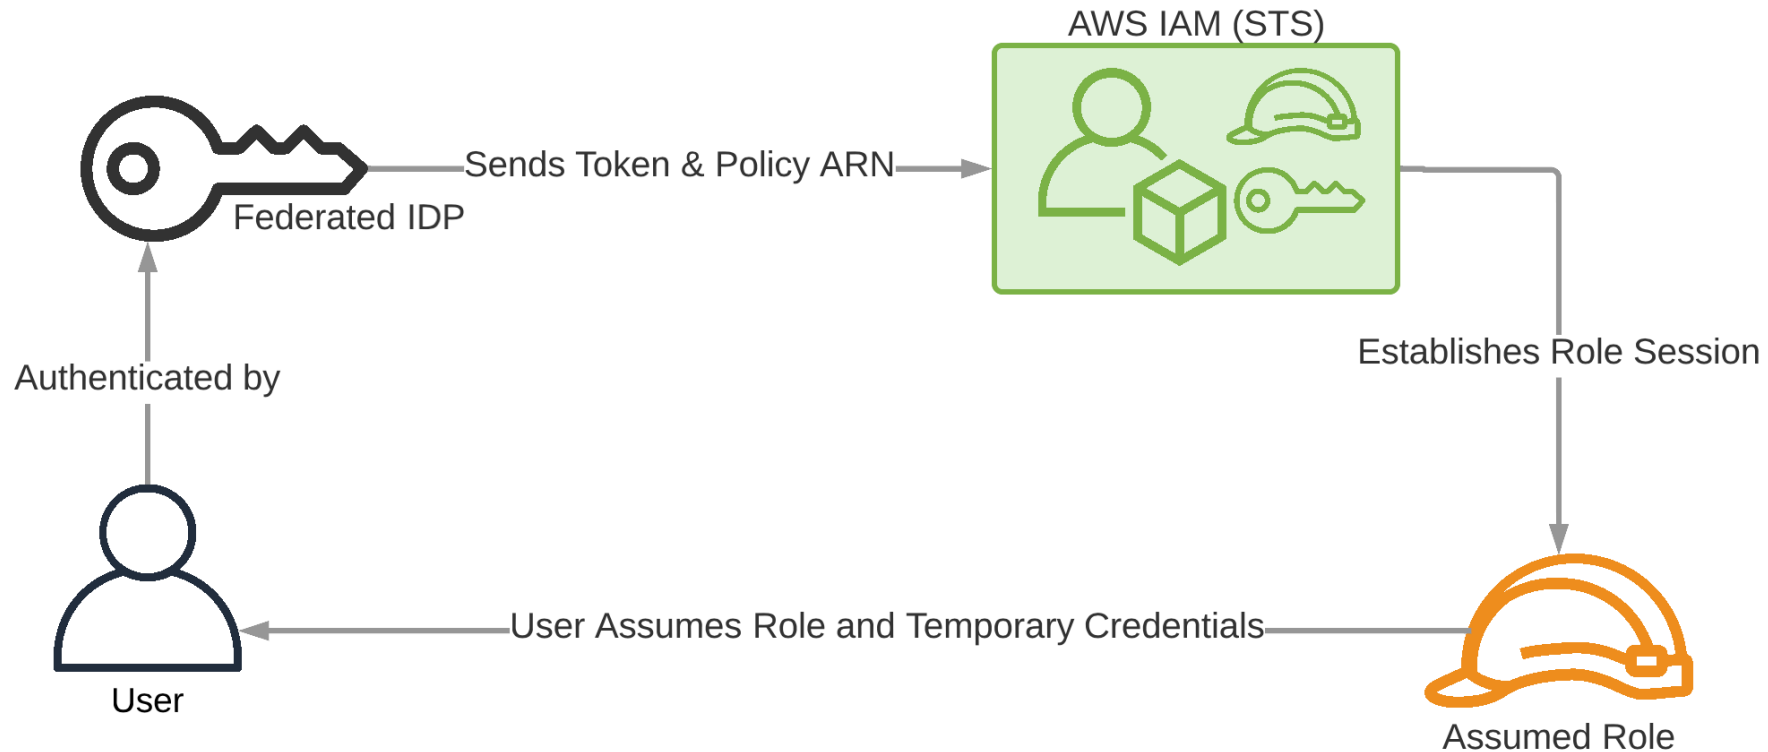 AWS IAM (STS)
Sends Token & Policy ARN
Federated IDP
Establishes Role Session
Authenticated by
User Assumes Role and Temporary Credentials
User
Assumed Role